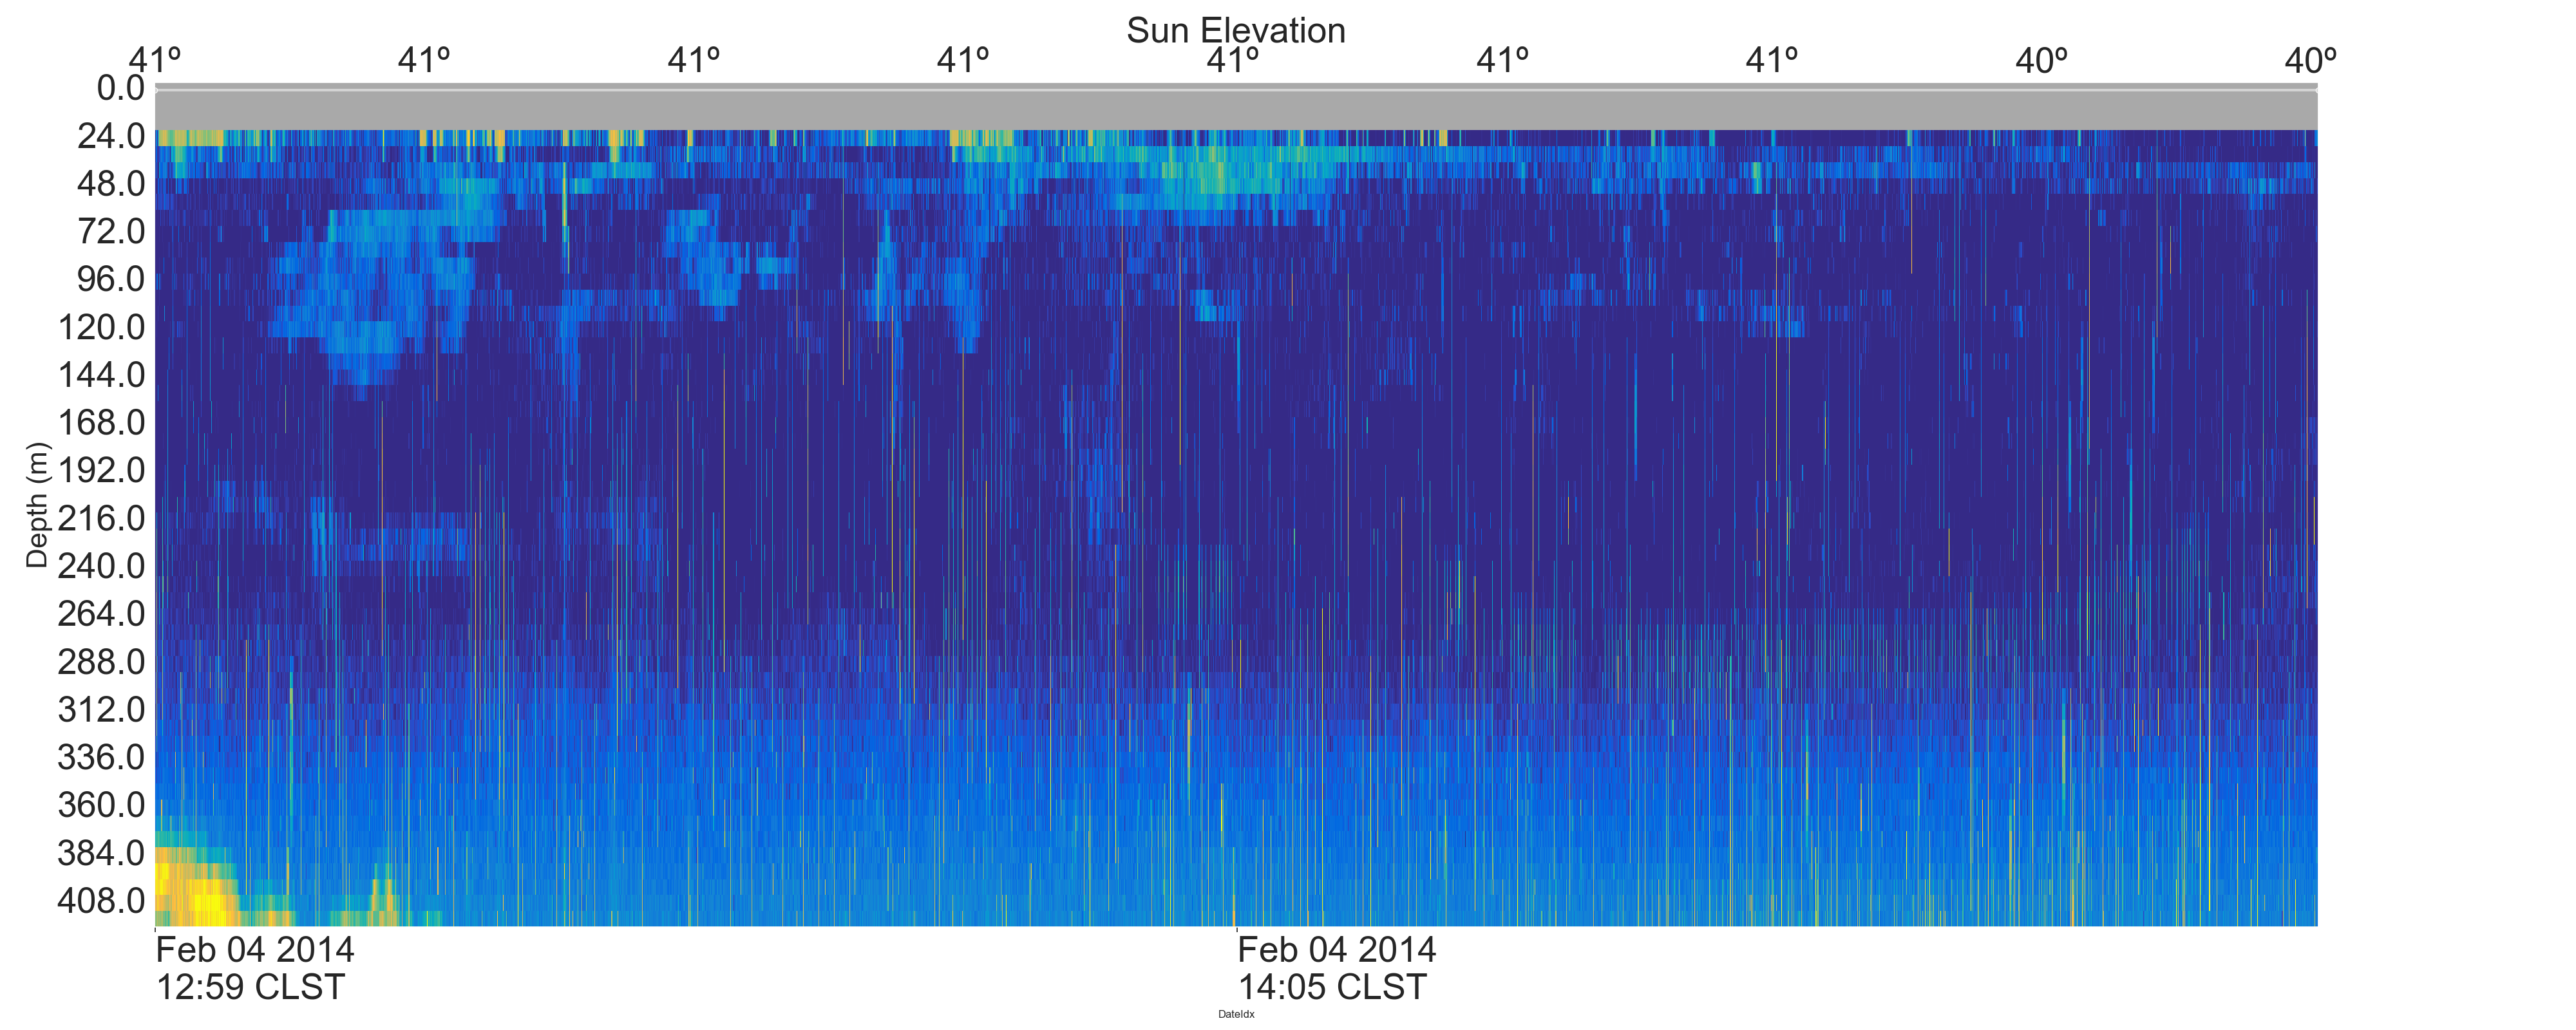 Sun Elevation
41º 41º 41º 41º 41º 41º 41º 40º 40º
0.0
24.0
48.0
72.0
96.0
120.0
144.0
168.0
192.0
216.0
240.0
264.0
288.0
312.0
336.0
360.0
384.0
408.0
Depth (m)
Feb 04 2014
12:59 CLST
Feb 04 2014
14:05 CLST
DateIdx